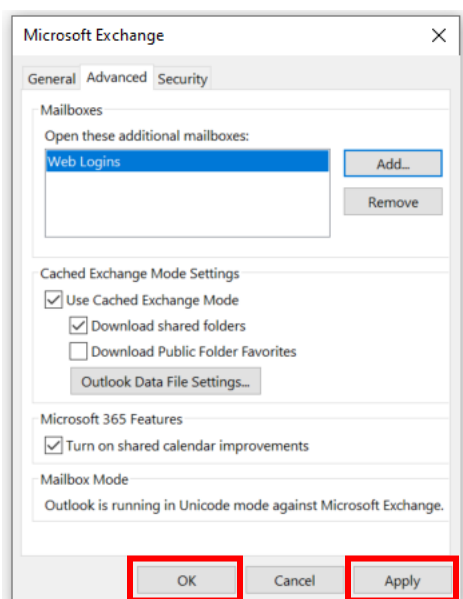 Microsoft Exchange
General Advanced Security
Mailboxes
Open these additional mailboxes:
Web Logins
Add...
Remove
Cached Exchange Mode Settings
Use Cached Exchange Mode
Download shared folders
Download Public Folder Favorites
Outlook Data File Settings...
Microsoft 365 Features
Turn on shared calendar improvements
Mailbox Mode
Outlook is running in Unicode mode against Microsoft Exchange.
OK Cancel Apply